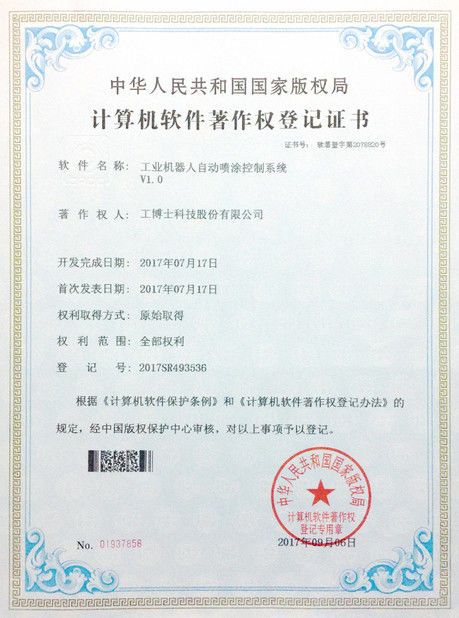 中华人民共和国国家版权局
计算机软件著作权登记证书
证书号： 软著登字第2078820号
软件名称： 工业机器人自动喷涂控制系统
V1.0
著作权人： 工博士科技股份有限公司
开发完成日期： 2017年07月17日
首次发表日期： 2017年07月17日
权利取得方式： 原始取得
权利范围： 全部权利
登记号： 2017SR493536
根据《计算机软件保护条例》和《计算机软件著作权登记办法》的
规定，经中国版权保护中心审核，对以上事项予以登记。
中华人民共和国国家版权局
计算机软件著作权
登记专用章
No. 01937858
2017年09月06日